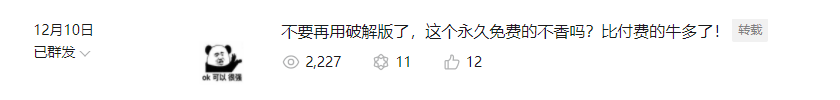 12月10日
已群发
ok 可以 很强
不要再用破解版了，这个永久免费的不香吗？比付费的牛多了！ 转载
2,227 11 12